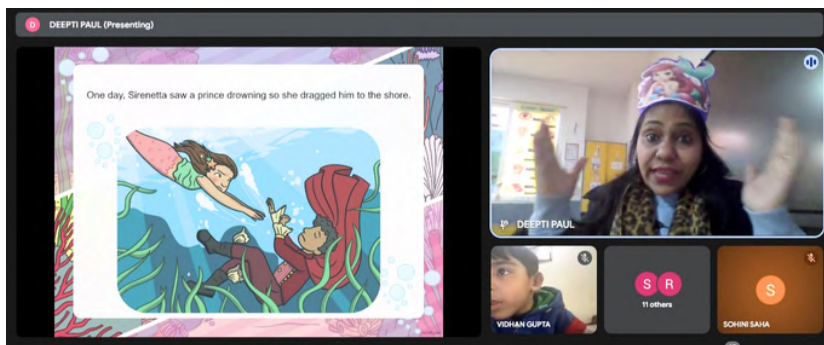 D DEEPTI PAUL (Presenting)
One day, Sirenetta saw a prince drowning so she dragged him to the shore.
DEEPTI PAUL
VIDHAN GUPTA
S R
11 others
S
SOHINI SAHA